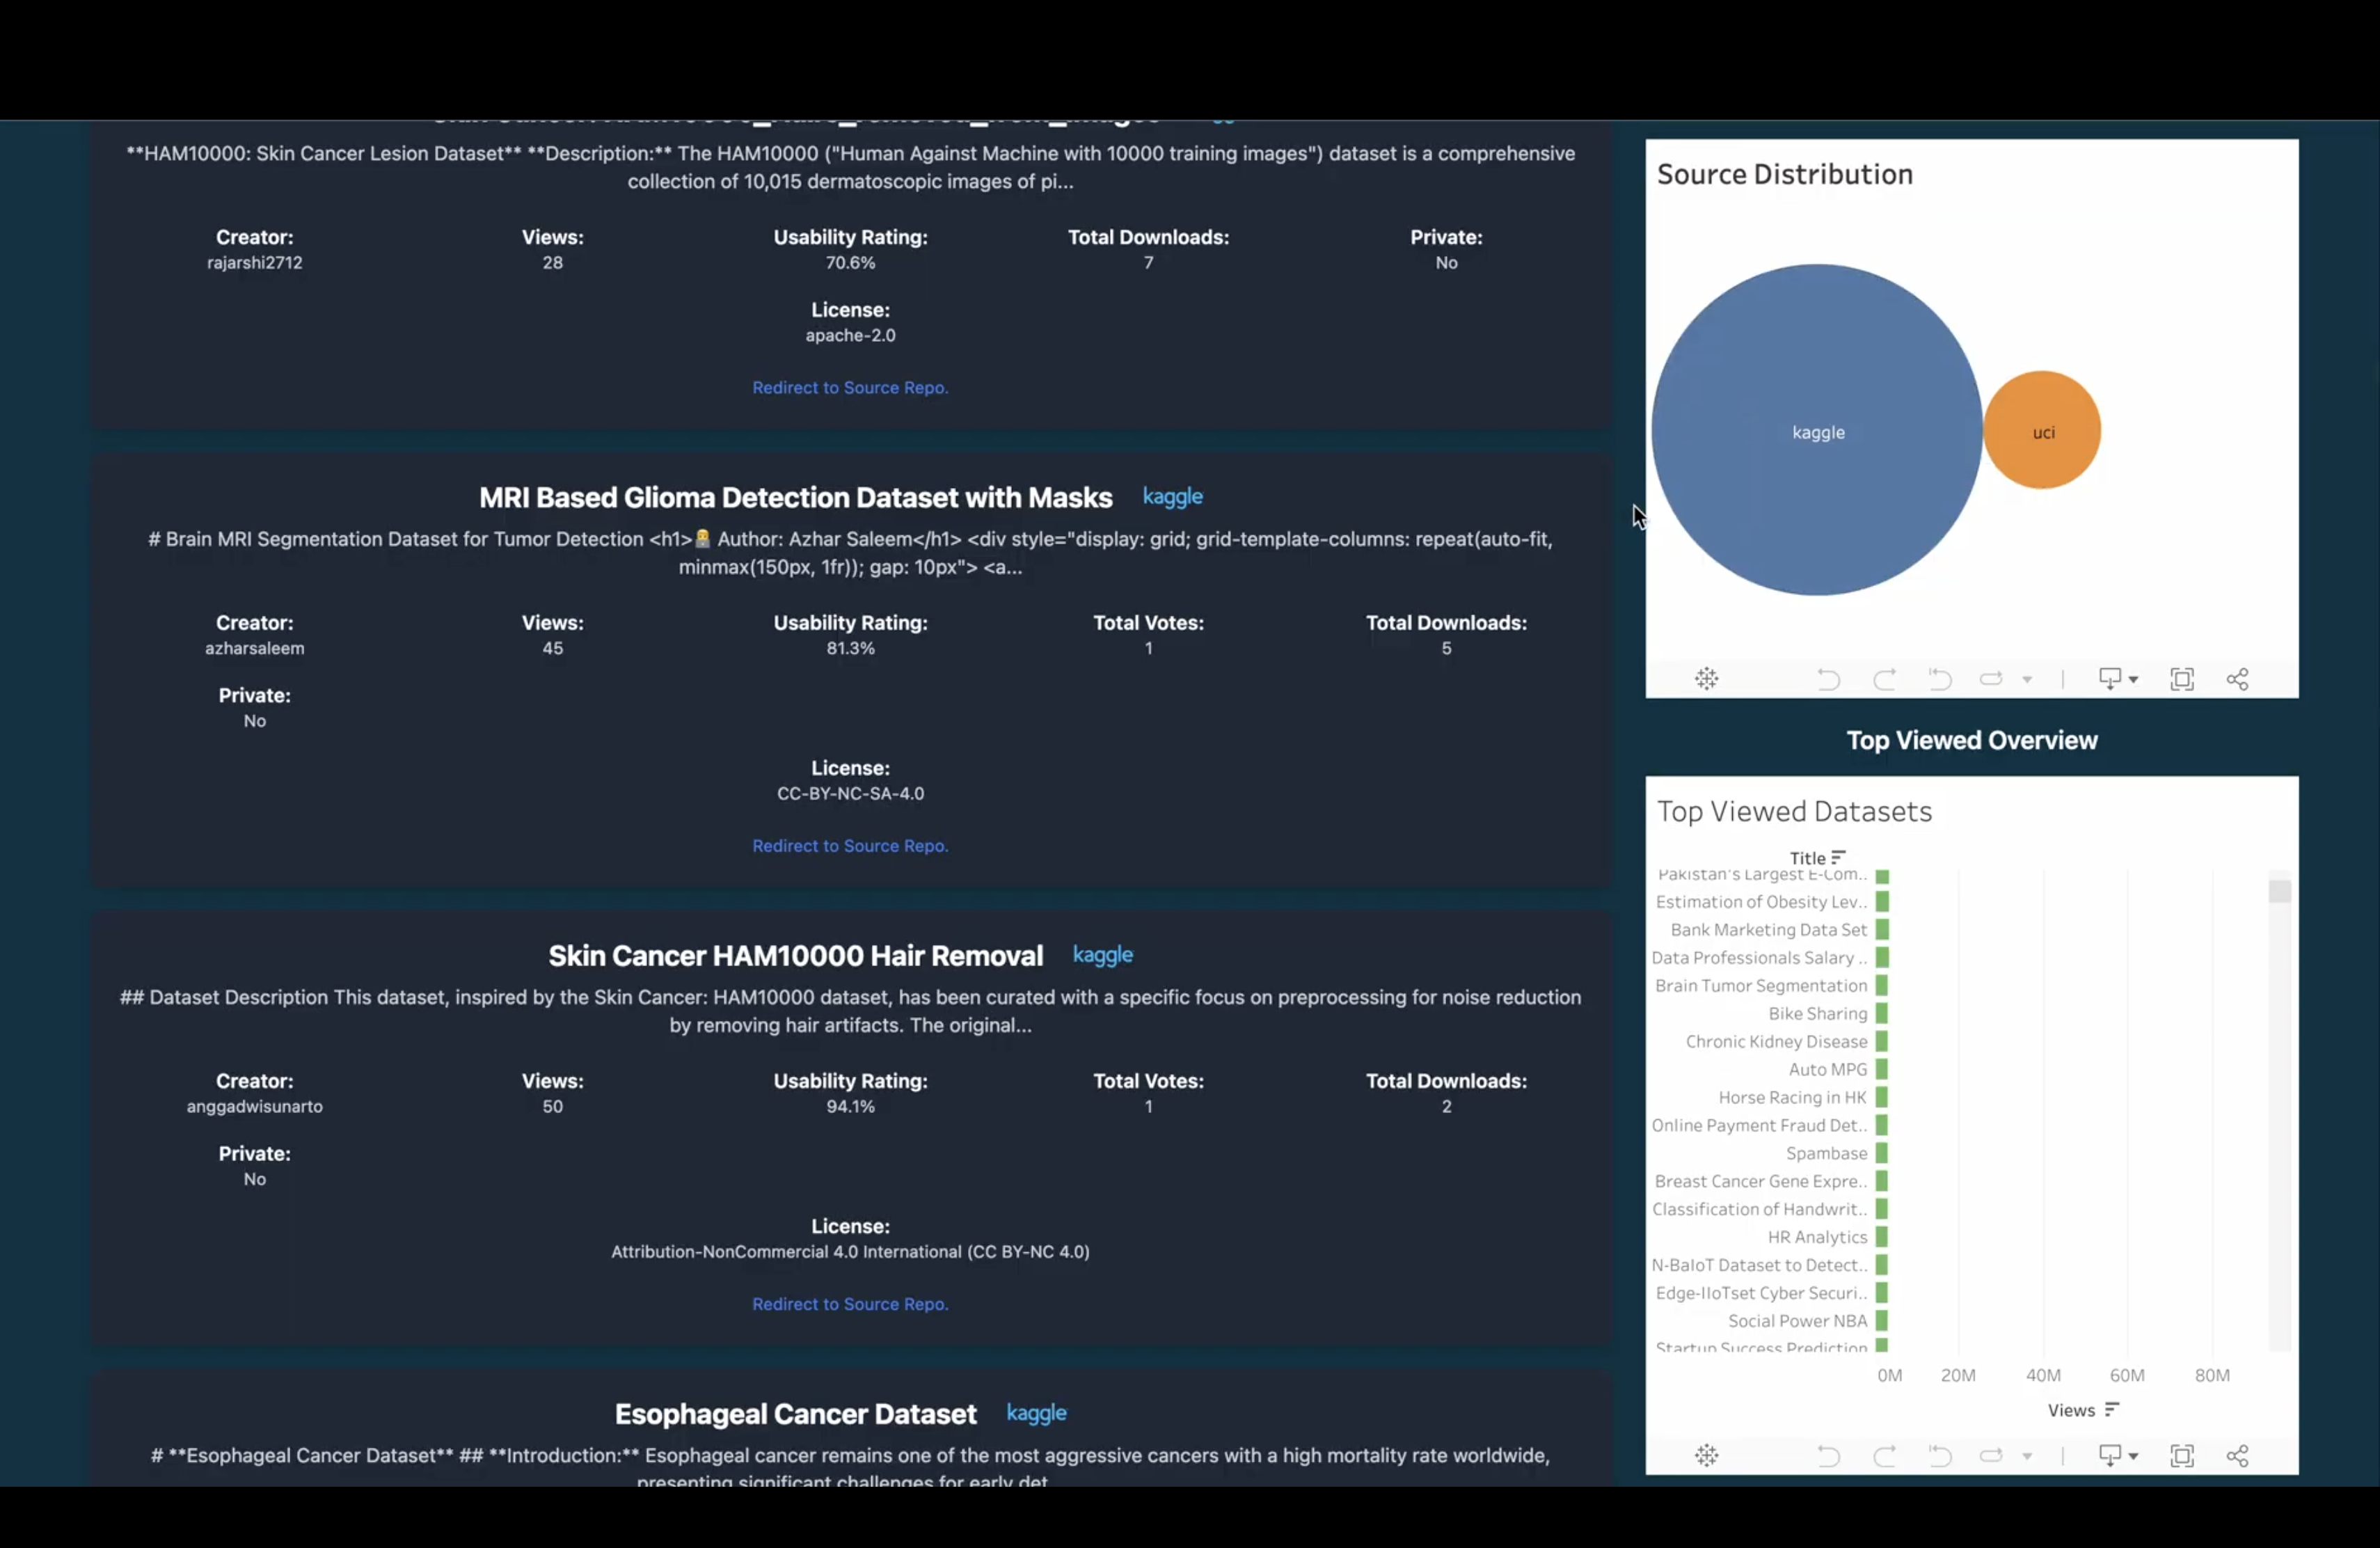 **HAM10000: Skin Cancer Lesion Dataset** **Description:** The HAM10000 ("Human Against Machine with 10000 training images") dataset is a comprehensive
collection of 10,015 dermatoscopic images of pi...
Creator:
rajarshi2712
Views:
28
Usability Rating:
70.6%
Total Downloads:
7
Private:
No
License:
apache-2.0
Redirect to Source Repo.
MRI Based Glioma Detection Dataset with Masks kaggle
# Brain MRI Segmentation Dataset for Tumor Detection <h1>👨‍💻 Author: Azhar Saleem</h1> <div style="display: grid; grid-template-columns: repeat(auto-fit,
minmax(150px, 1fr)); gap: 10px"> <a...
Creator:
azharsaleem
Views:
45
Usability Rating:
81.3%
Total Votes:
1
Total Downloads:
5
Private:
No
License:
CC-BY-NC-SA-4.0
Redirect to Source Repo.
Skin Cancer HAM10000 Hair Removal kaggle
## Dataset Description This dataset, inspired by the Skin Cancer: HAM10000 dataset, has been curated with a specific focus on preprocessing for noise reduction
by removing hair artifacts. The original...
Creator:
anggadwisunarto
Views:
50
Usability Rating:
94.1%
Total Votes:
1
Total Downloads:
2
Private:
No
License:
Attribution-NonCommercial 4.0 International (CC BY-NC 4.0)
Redirect to Source Repo.
Esophageal Cancer Dataset kaggle
# **Esophageal Cancer Dataset** ## **Introduction:** Esophageal cancer remains one of the most aggressive cancers with a high mortality rate worldwide,
presenting significant challenges for early det
Source Distribution
kaggle
uci
Top Viewed Overview
Top Viewed Datasets
Title
Pakistan's Largest E-Com..
Estimation of Obesity Lev..
Bank Marketing Data Set
Data Professionals Salary ..
Brain Tumor Segmentation
Bike Sharing
Chronic Kidney Disease
Auto MPG
Horse Racing in HK
Online Payment Fraud Det..
Spambase
Breast Cancer Gene Expre..
Classification of Handwrit..
HR Analytics
N-BaIoT Dataset to Detect..
Edge-IIoTset Cyber Securi..
Social Power NBA
Startup Success Prediction
0M 20M 40M 60M 80M
Views